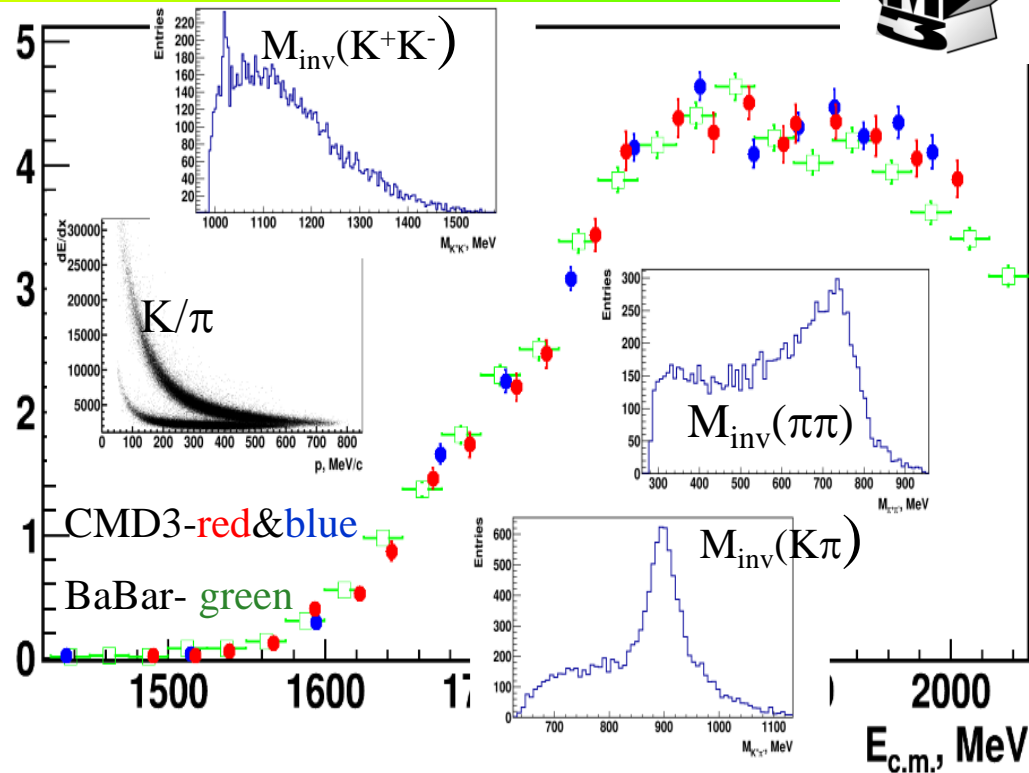 5
4
3
2
1
0
1500
1600
17
2000
E_c.m., MeV
Entries
M_inv(K⁺K⁻)
220
200
180
160
140
120
100
80
60
40
20
1000 1100 1200 1300 1400 1500
M_K⁺K⁻, MeV
dE/dx
30000
25000
20000
15000
10000
5000
K/π
0 100 200 300 400 500 600 700 800
p, MeV/c
Entries
300
250
200
150
100
50
0
M_inv(ππ)
300 400 500 600 700 800 900
M_π⁺π⁻, MeV
CMD3-red&blue
BaBar- green
Entries
600
500
400
300
200
100
0
M_inv(Kπ)
700 800 900 1000 1100